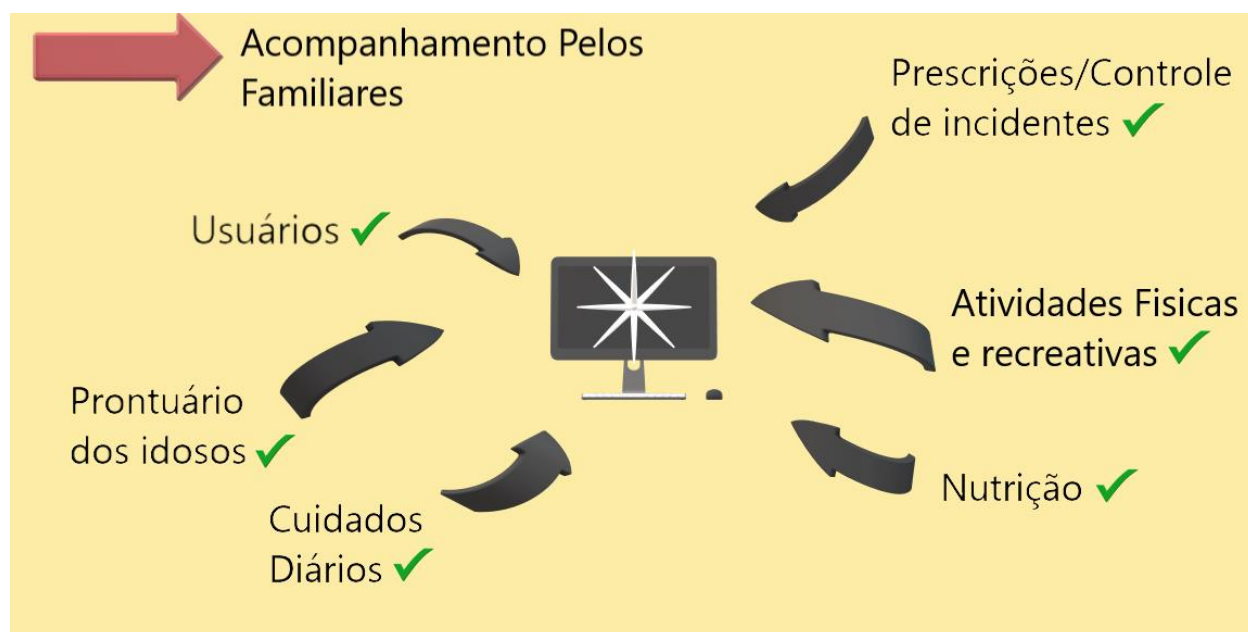 Acompanhamento Pelos
Familiares
Prescrições/Controle
de incidentes ✓
Usuários ✓
Atividades Fisicas
e recreativas ✓
Prontuário
dos idosos ✓
Nutrição ✓
Cuidados
Diários ✓